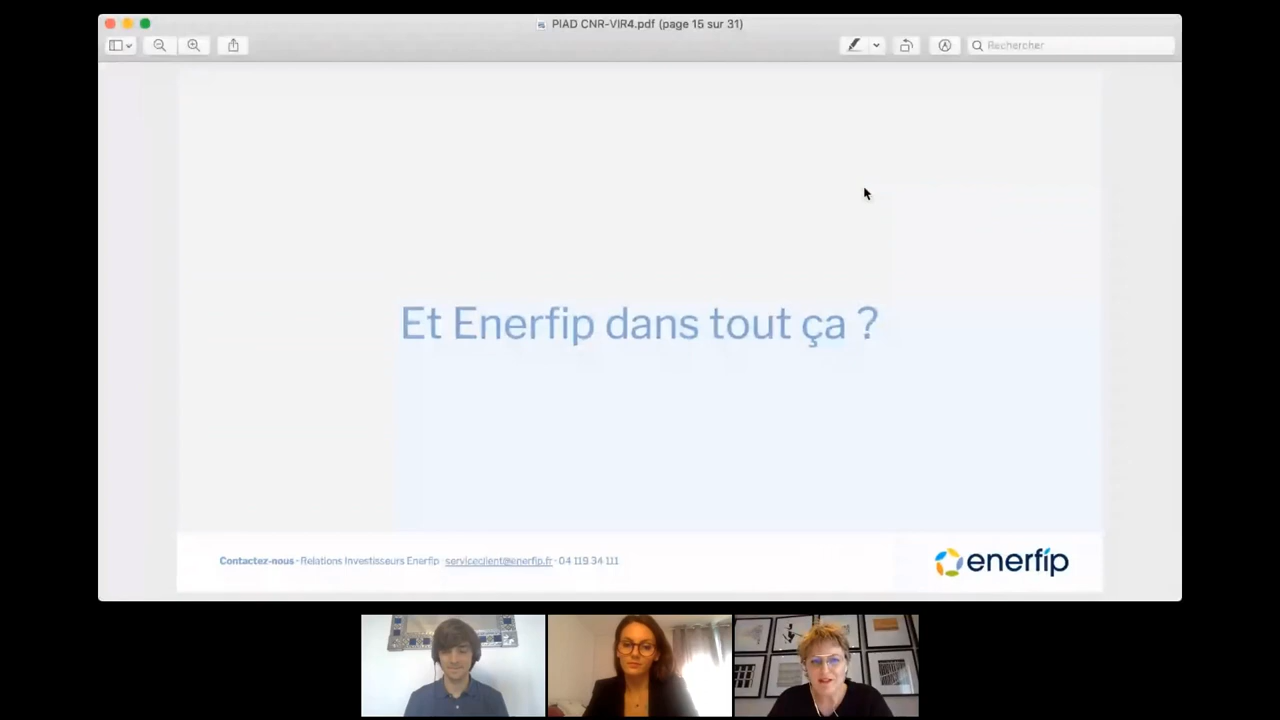 PIAD CNR-VIR4.pdf (page 15 sur 31)
Rechercher
Et Enerfip dans tout ça ?
Contactez-nous - Relations Investisseurs Enerfip - serviceclient@enerfip.fr - 04 119 34 111
enerfip